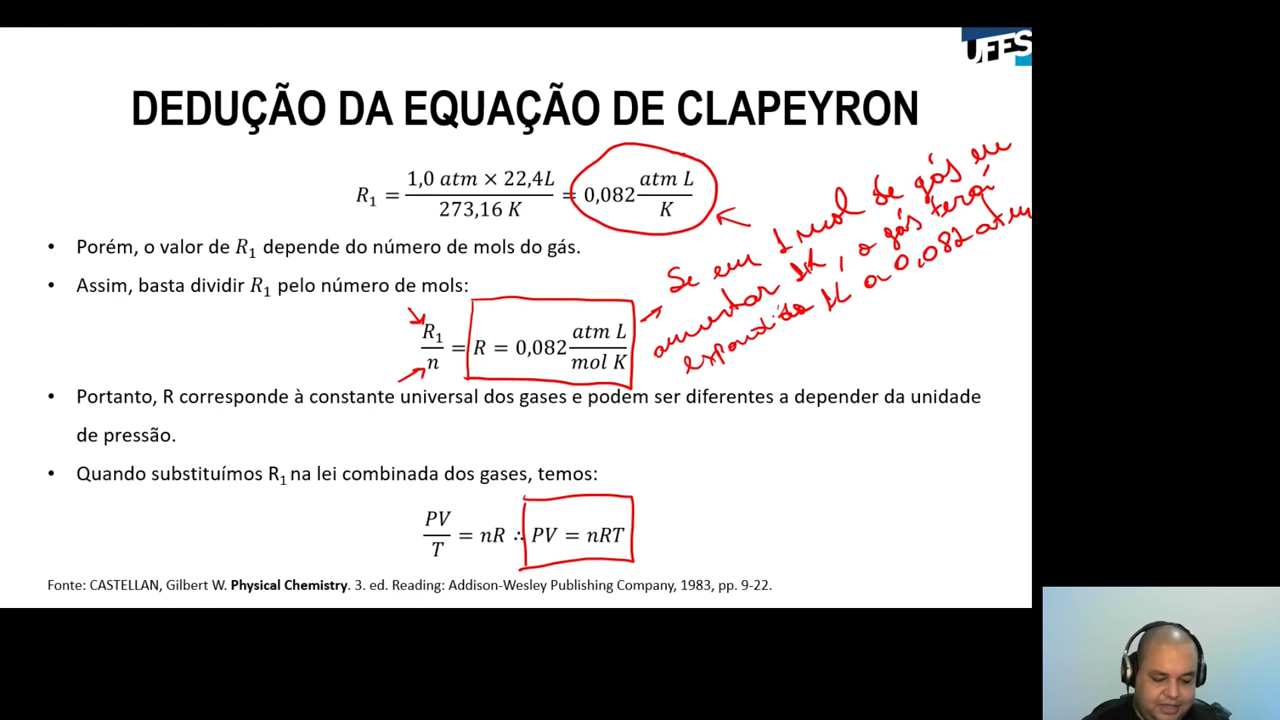 UFES
DEDUÇÃO DA EQUAÇÃO DE CLAPEYRON
R₁ = 1,0 atm × 22,4L / 273,16 K = 0,082 atm L / K
• Porém, o valor de R₁ depende do número de mols do gás.
• Assim, basta dividir R₁ pelo número de mols:
R₁ / n = R = 0,082 atm L / mol K
Se em 1 mol de gás eu
aumentar 1K, o gás terá
expandido 1L a 0,082 atm
• Portanto, R corresponde à constante universal dos gases e podem ser diferentes a depender da unidade
de pressão.
• Quando substituímos R₁ na lei combinada dos gases, temos:
PV / T = nR ∴ PV = nRT
Fonte: CASTELLAN, Gilbert W. Physical Chemistry. 3. ed. Reading: Addison-Wesley Publishing Company, 1983, pp. 9-22.